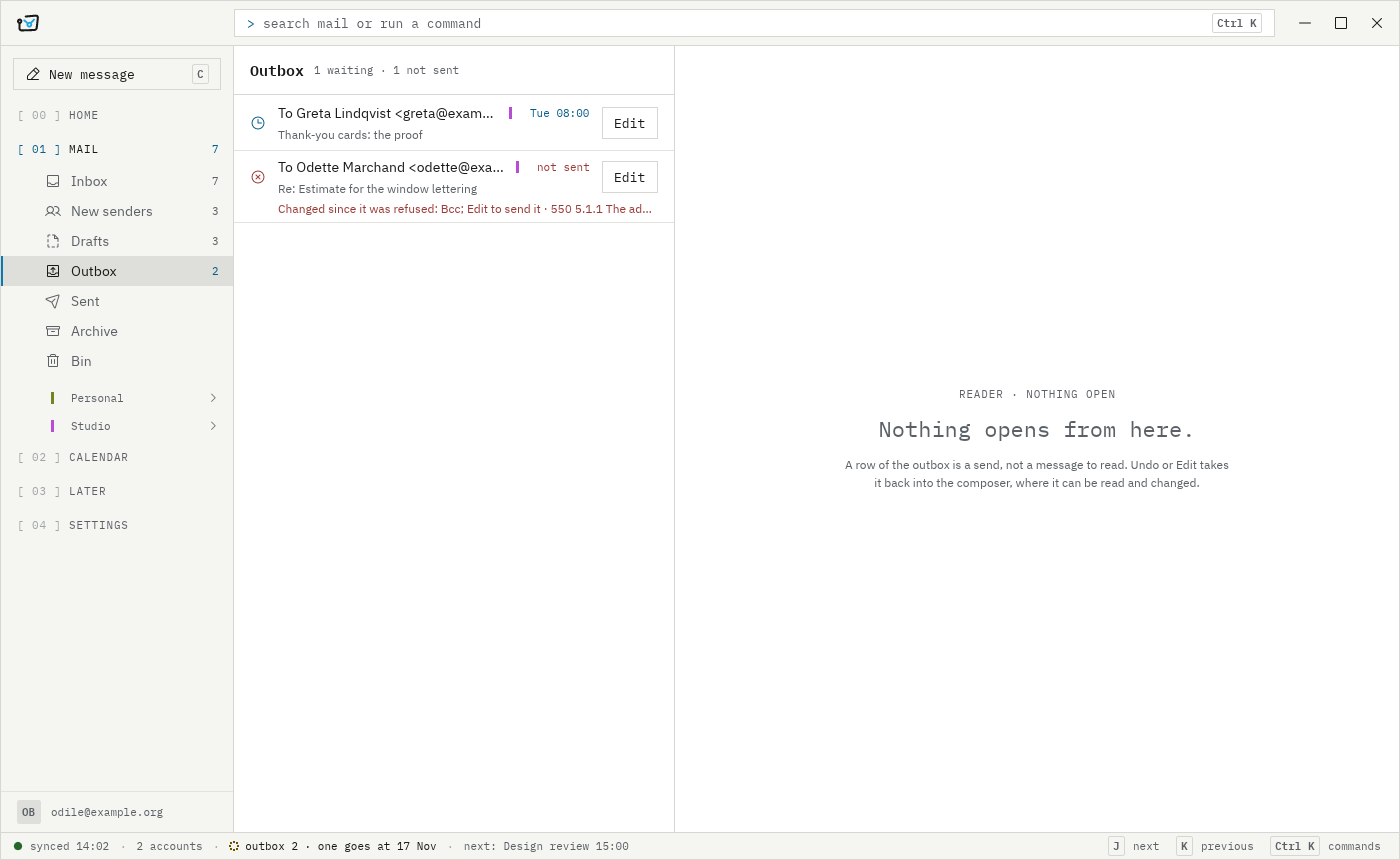 > search mail or run a command Ctrl K
New message C
[ 00 ] HOME
[ 01 ] MAIL 7
Inbox 7
New senders 3
Drafts 3
Outbox 2
Sent
Archive
Bin
Personal
Studio
[ 02 ] CALENDAR
[ 03 ] LATER
[ 04 ] SETTINGS
OB odile@example.org
Outbox 1 waiting · 1 not sent
To Greta Lindqvist <greta@exam… Tue 08:00 Edit
Thank-you cards: the proof
To Odette Marchand <odette@exa… not sent Edit
Re: Estimate for the window lettering
Changed since it was refused: Bcc; Edit to send it · 550 5.1.1 The ad…
READER · NOTHING OPEN
Nothing opens from here.
A row of the outbox is a send, not a message to read. Undo or Edit takes
it back into the composer, where it can be read and changed.
synced 14:02 · 2 accounts · outbox 2 · one goes at 17 Nov · next: Design review 15:00 J next K previous Ctrl K commands